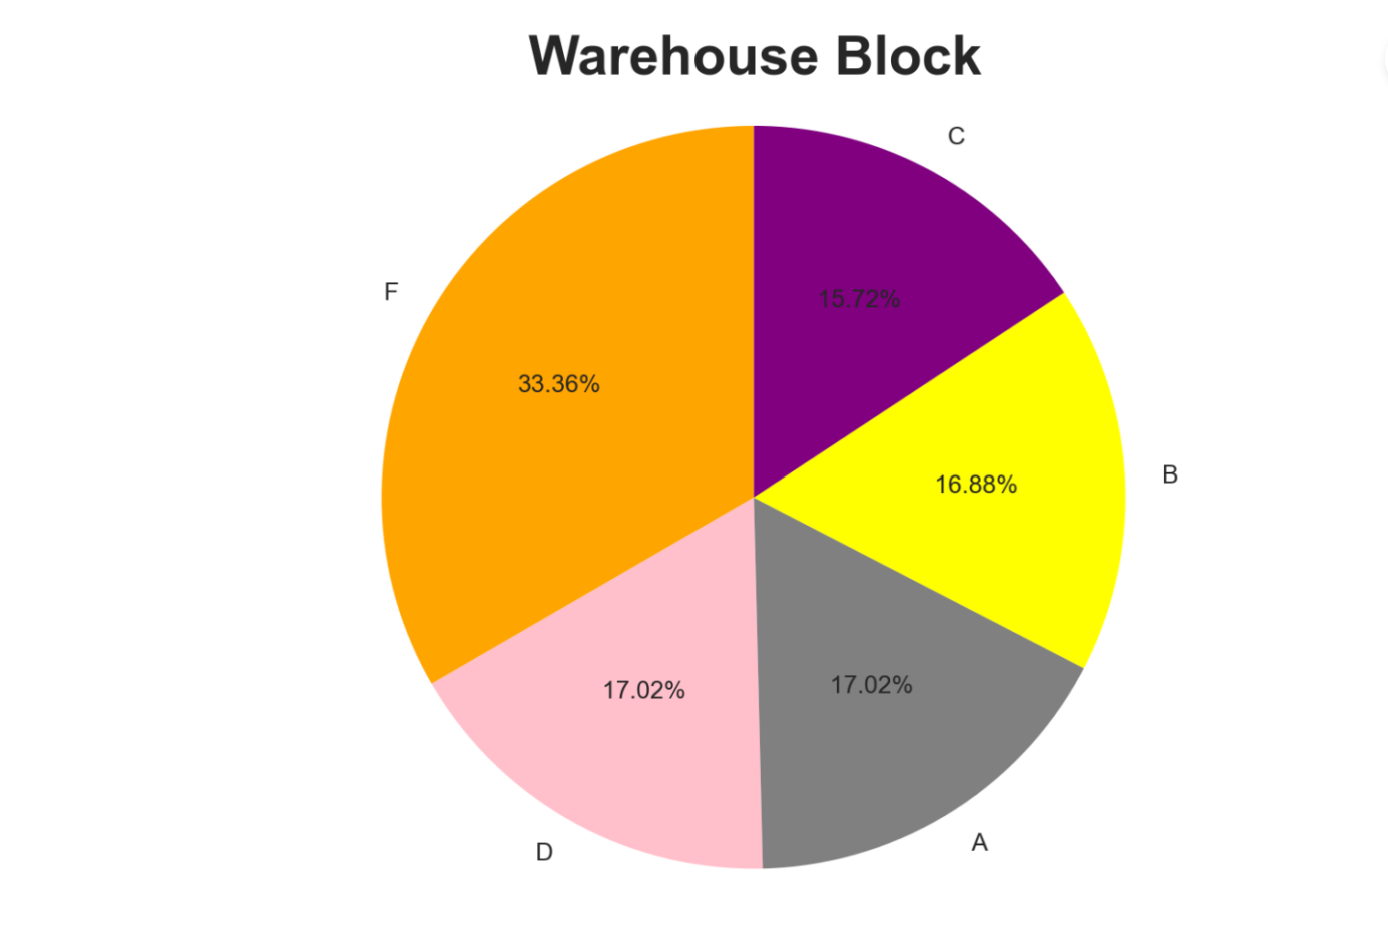 Warehouse Block
C
15.72%
F
33.36%
B
16.88%
17.02%
17.02%
A
D